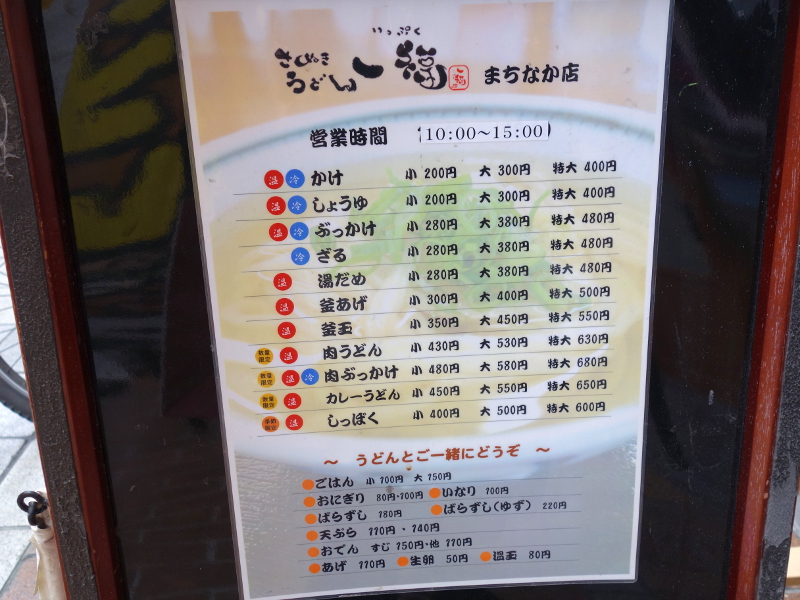 いっぷく
さぬき
うどん 一福 一福 まちなか店
営業時間 10:00～15:00
温 冷 かけ 小 200円 大 300円 特大 400円
温 冷 しょうゆ 小 200円 大 300円 特大 400円
温 冷 ぶっかけ 小 280円 大 380円 特大 480円
冷 ざる 小 280円 大 380円 特大 480円
温 湯だめ 小 280円 大 380円 特大 480円
温 釜あげ 小 300円 大 400円 特大 500円
温 釜玉 小 350円 大 450円 特大 550円
数量限定 温 肉うどん 小 430円 大 530円 特大 630円
数量限定 温 冷 肉ぶっかけ 小 480円 大 580円 特大 680円
数量限定 温 カレーうどん 小 450円 大 550円 特大 650円
季節限定 温 しっぽく 小 400円 大 500円 特大 600円
～ うどんとご一緒にどうぞ ～
ごはん 小 100円 大 150円
おにぎり 80円・100円 いなり 100円
ばらずし 180円 ばらずし(ゆず) 220円
天ぷら 110円・140円
おでん すじ 150円・他 110円
あげ 110円 生卵 50円 温玉 80円